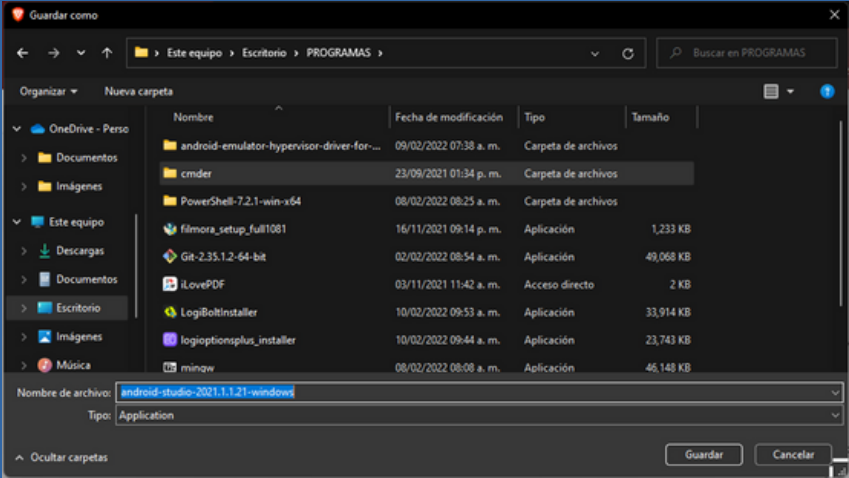 Guardar como
Este equipo › Escritorio › PROGRAMAS ›
Buscar en PROGRAMAS
Organizar
Nueva carpeta
Nombre Fecha de modificación Tipo Tamaño
OneDrive - Perso
Documentos
Imágenes
Este equipo
Descargas
Documentos
Escritorio
Imágenes
Música
android-emulator-hypervisor-driver-for-... 09/02/2022 07:38 a. m. Carpeta de archivos
cmder 23/09/2021 01:34 p. m. Carpeta de archivos
PowerShell-7.2.1-win-x64 08/02/2022 08:25 a. m. Carpeta de archivos
filmora_setup_full1081 16/11/2021 09:14 p. m. Aplicación 1,233 KB
Git-2.35.1.2-64-bit 02/02/2022 08:54 a. m. Aplicación 49,068 KB
iLovePDF 03/11/2021 11:42 a. m. Acceso directo 2 KB
LogiBoltInstaller 10/02/2022 09:53 a. m. Aplicación 33,914 KB
logioptionsplus_installer 10/02/2022 09:44 a. m. Aplicación 23,743 KB
mingw 08/02/2022 08:08 a. m. Aplicación 46,148 KB
Nombre de archivo: android-studio-2021.1.1.21-windows
Tipo: Application
Ocultar carpetas
Guardar
Cancelar